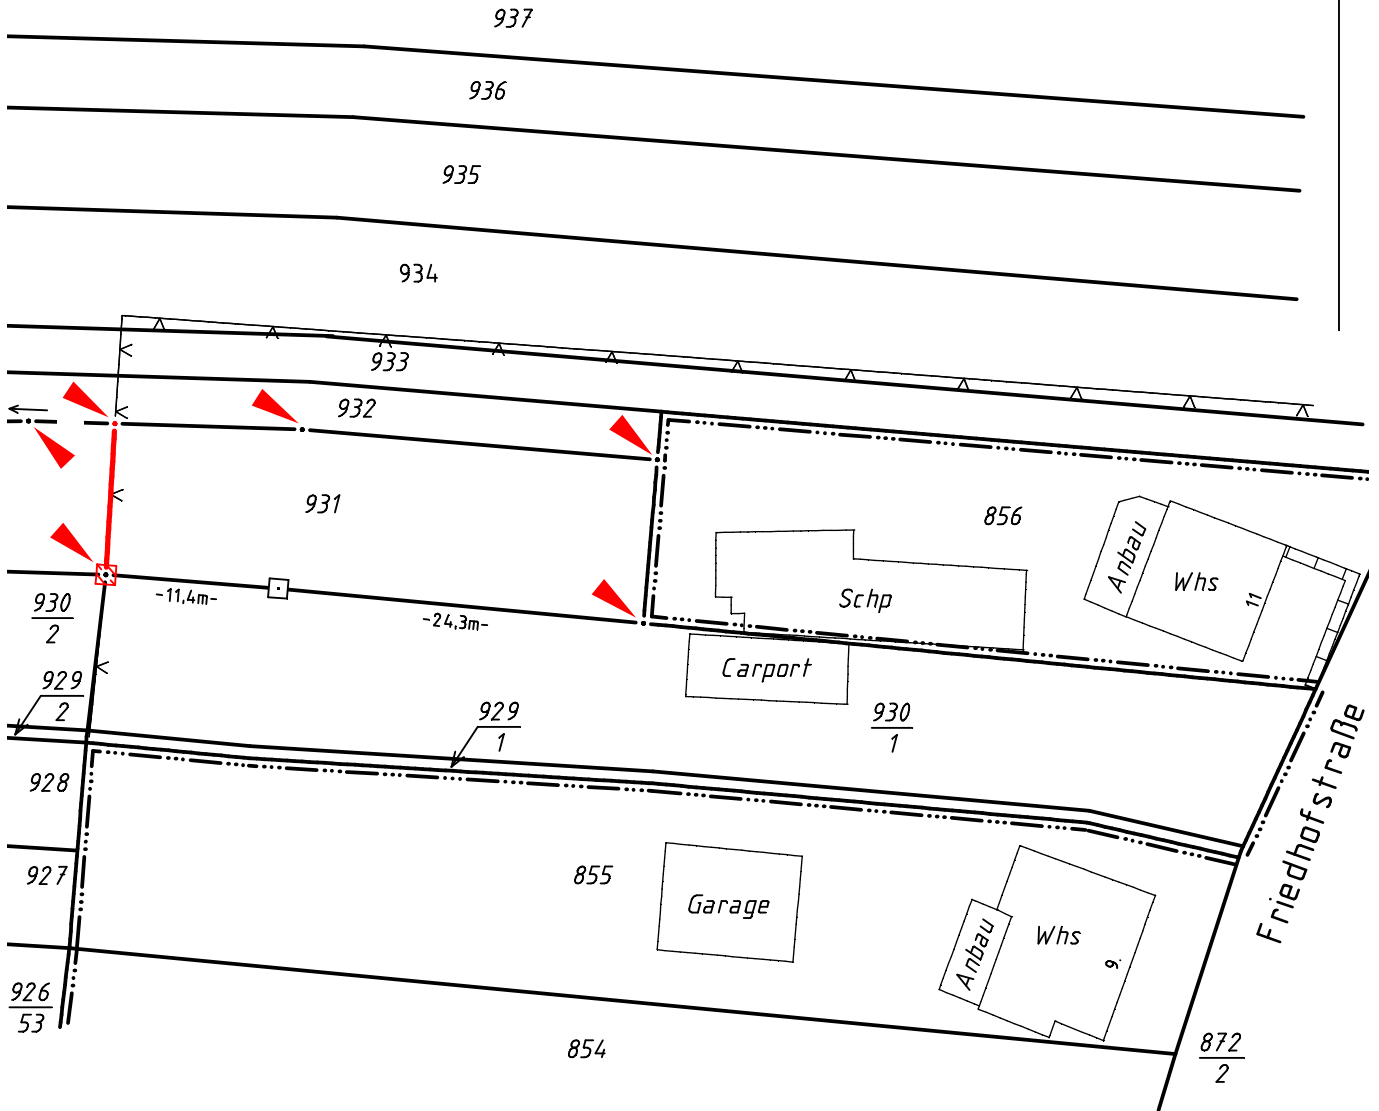 937
936
935
934
933
932
931
856
Anbau
Whs
11
Schp
930
2
-11,4m-
-24,3m-
Carport
929
2
929
1
930
1
Friedhofstraße
928
927
855
Garage
Anbau
Whs
9.
926
53
854
872
2